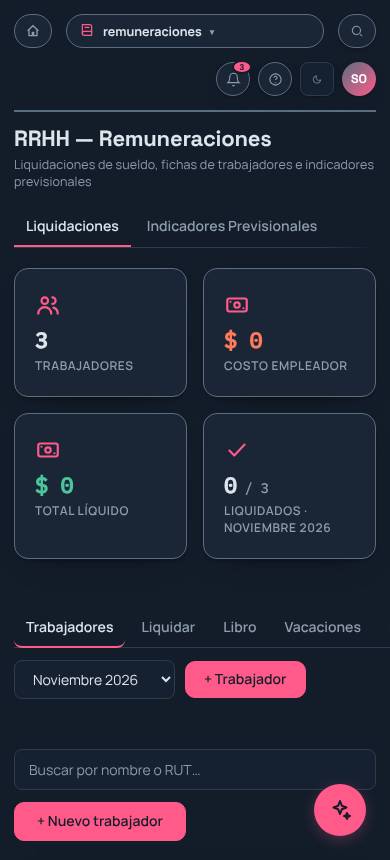 remuneraciones ▾
3
SO
RRHH — Remuneraciones
Liquidaciones de sueldo, fichas de trabajadores e indicadores
previsionales
Liquidaciones Indicadores Previsionales
3
TRABAJADORES
$ 0
COSTO EMPLEADOR
$ 0
TOTAL LÍQUIDO
0 / 3
LIQUIDADOS ·
NOVIEMBRE 2026
Trabajadores Liquidar Libro Vacaciones
Noviembre 2026
+ Trabajador
Buscar por nombre o RUT...
+ Nuevo trabajador